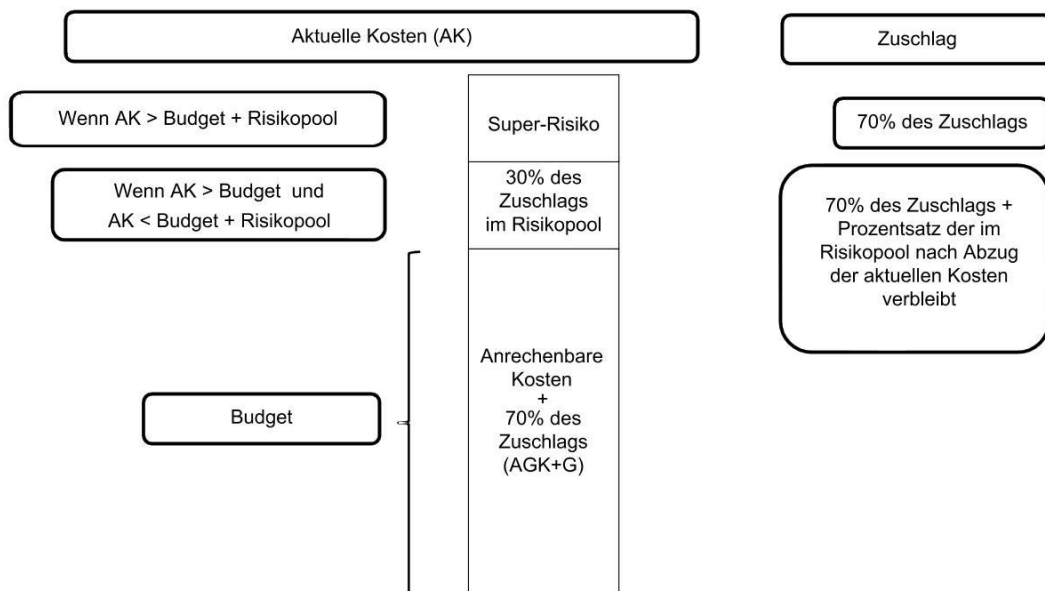 Aktuelle Kosten (AK)
Zuschlag
Wenn AK > Budget + Risikopool
Super-Risiko
70% des Zuschlags
Wenn AK > Budget und
AK < Budget + Risikopool
30% des
Zuschlags
im Risikopool
70% des Zuschlags +
Prozentsatz der im
Risikopool nach Abzug
der aktuellen Kosten
verbleibt
Budget
Anrechenbare
Kosten
+
70% des
Zuschlags
(AGK+G)